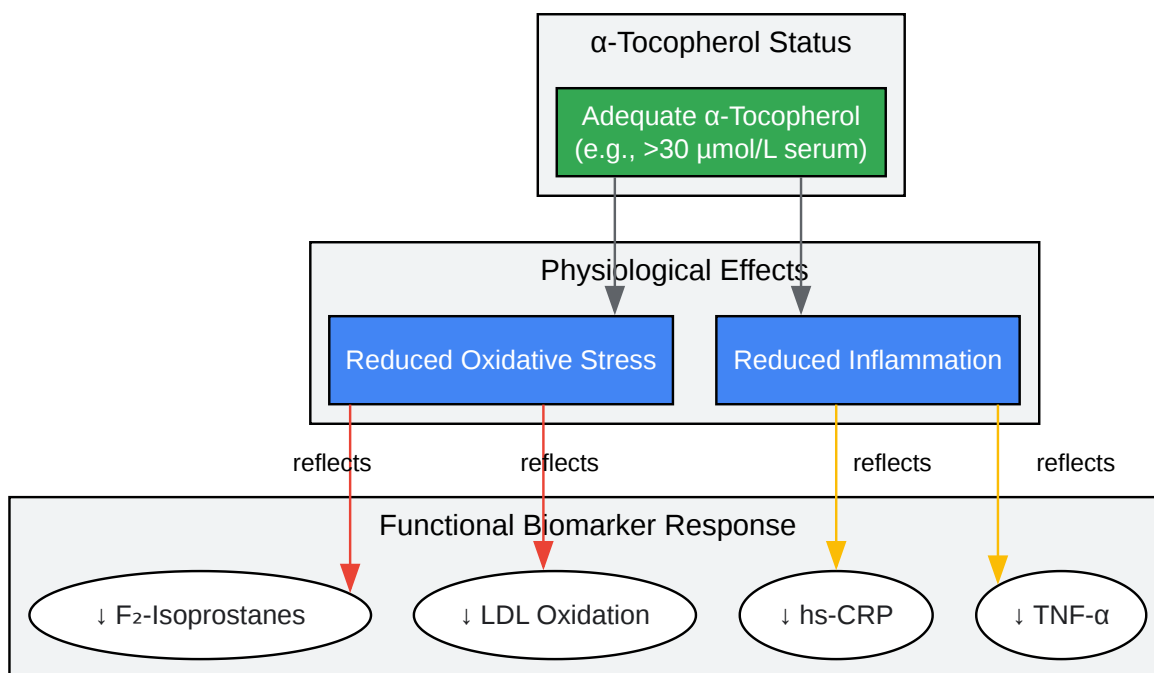 α-Tocopherol Status
Adequate α-Tocopherol
(e.g., >30 µmol/L serum)
Physiological Effects
Reduced Oxidative Stress
Reduced Inflammation
reflects
reflects
reflects
reflects
Functional Biomarker Response
↓ F₂-Isoprostanes
↓ LDL Oxidation
↓ hs-CRP
↓ TNF-α